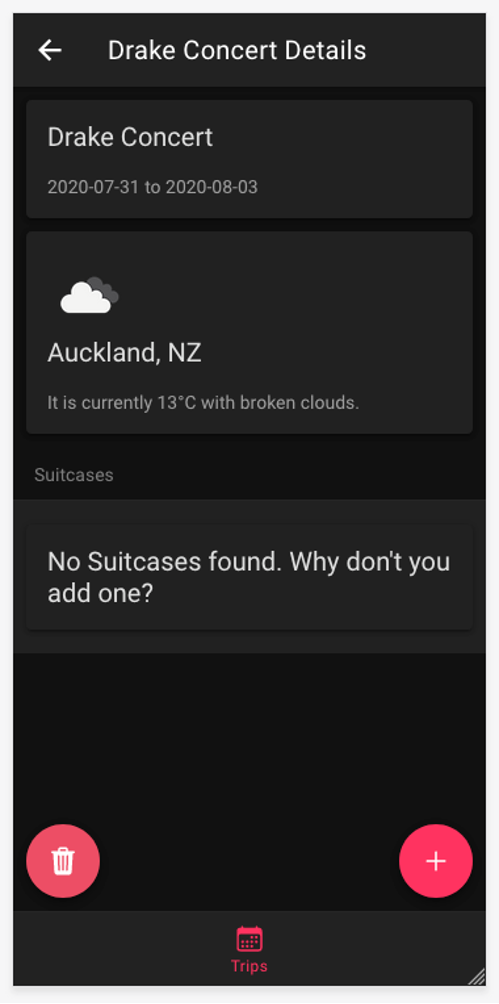 Drake Concert Details
Drake Concert
2020-07-31 to 2020-08-03
Auckland, NZ
It is currently 13°C with broken clouds.
Suitcases
No Suitcases found. Why don't you
add one?
Trips